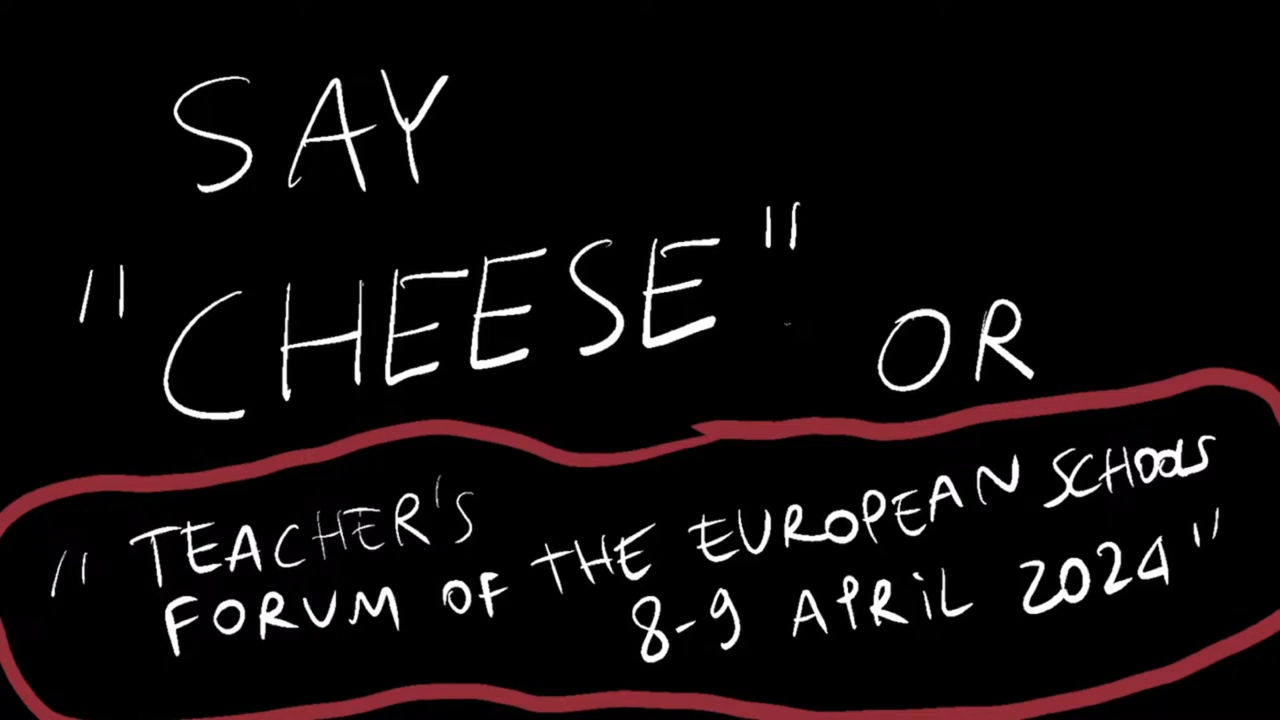 SAY
"CHEESE" OR
"TEACHER'S
FORUM OF THE EUROPEAN SCHOOLS
8-9 APRIL 2024"